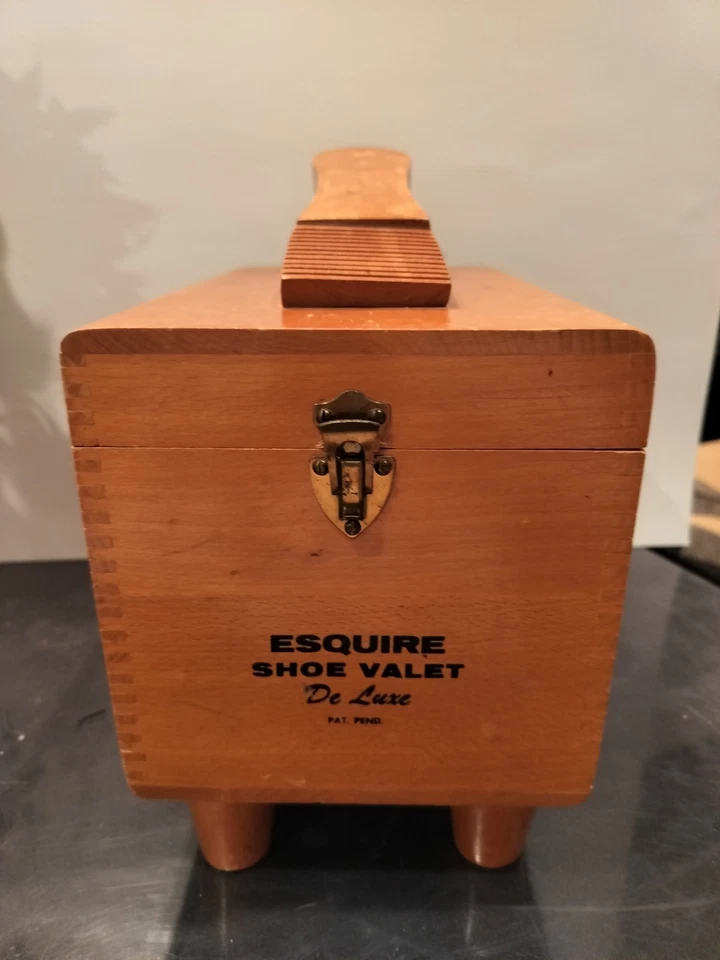 ESQUIRE
SHOE VALET
De Luxe
PAT. PEND.